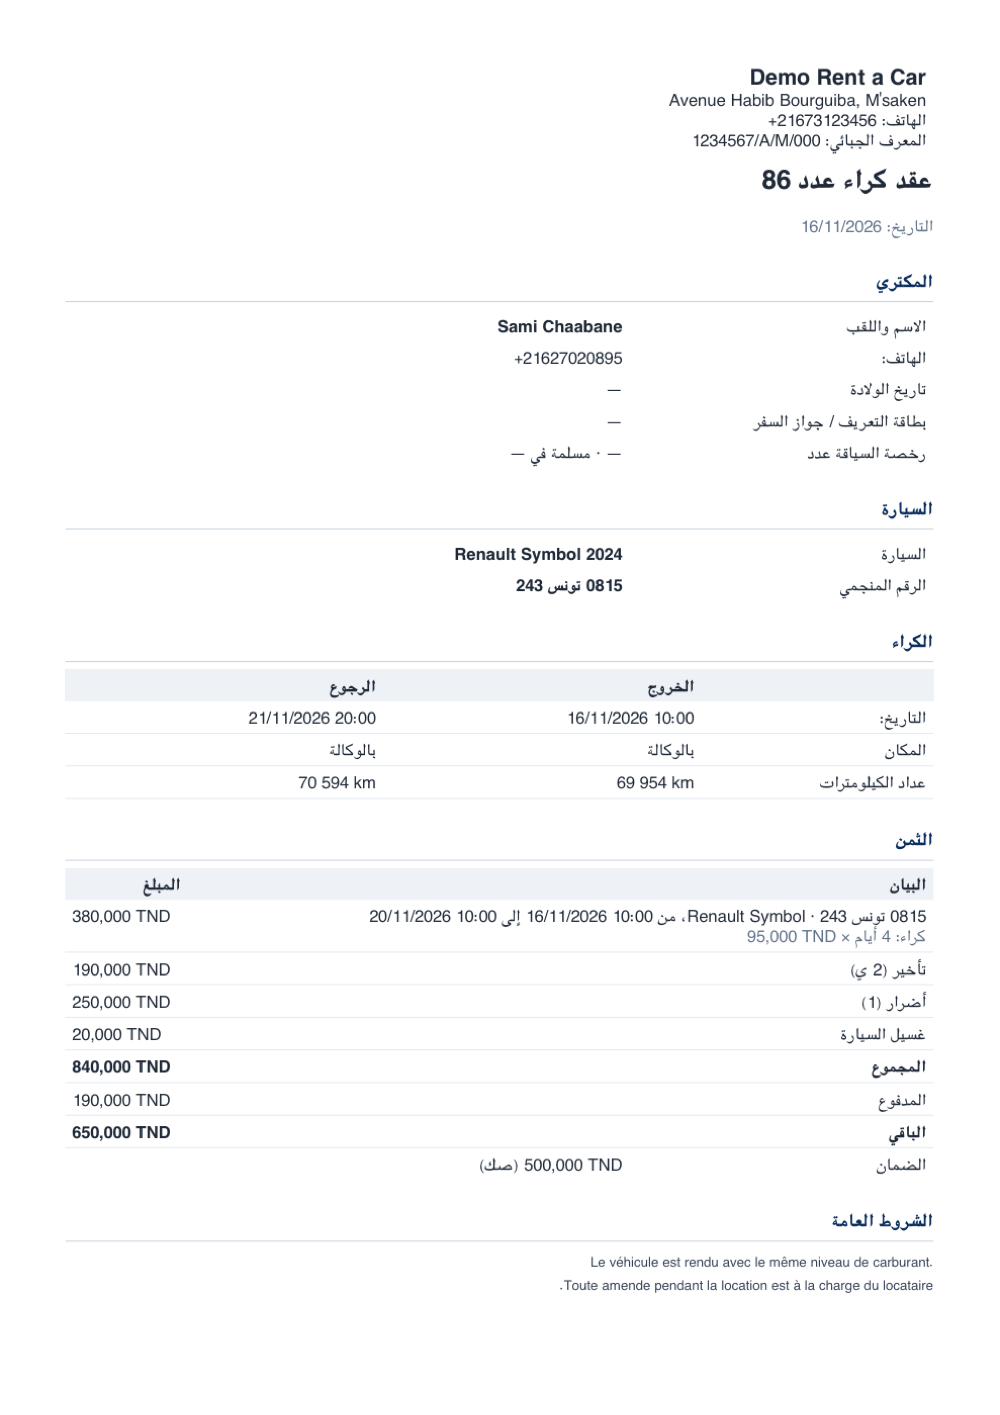 Demo Rent a Car
Avenue Habib Bourguiba, M'saken
الهاتف: 21673123456+
المعرف الجبائي: 1234567/A/M/000
عقد كراء عدد 86
التاريخ: 16/11/2026
المكتري
الاسم واللقب Sami Chaabane
الهاتف: 21627020895+
تاريخ الولادة —
بطاقة التعريف / جواز السفر —
رخصة السياقة عدد — · مسلمة في —
السيارة
السيارة Renault Symbol 2024
الرقم المنجمي 0815 تونس 243
الكراء
الخروج الرجوع
التاريخ: 16/11/2026 10:00 21/11/2026 20:00
المكان بالوكالة بالوكالة
عداد الكيلومترات 69 954 km 70 594 km
الثمن
البيان المبلغ
0815 تونس 243 · Renault Symbol، من 16/11/2026 10:00 إلى 20/11/2026 10:00 380,000 TND
كراء: 4 أيام × 95,000 TND
تأخير (2 ي) 190,000 TND
أضرار (1) 250,000 TND
غسيل السيارة 20,000 TND
المجموع 840,000 TND
المدفوع 190,000 TND
الباقي 650,000 TND
الضمان 500,000 TND (صك)
الشروط العامة
Le véhicule est rendu avec le même niveau de carburant.
Toute amende pendant la location est à la charge du locataire.